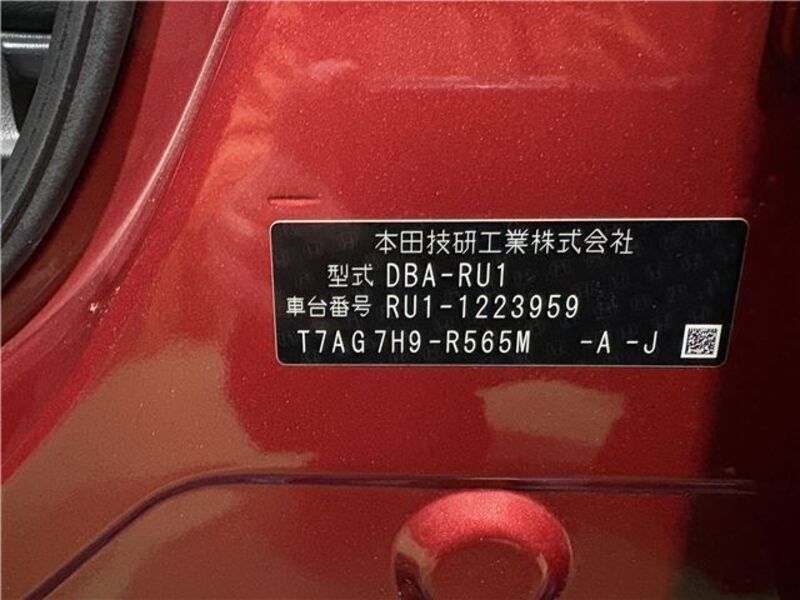 本田技研工業株式会社
型式 DBA-RU1
車台番号 RU1-1223959
T7AG7H9-R565M -A-J